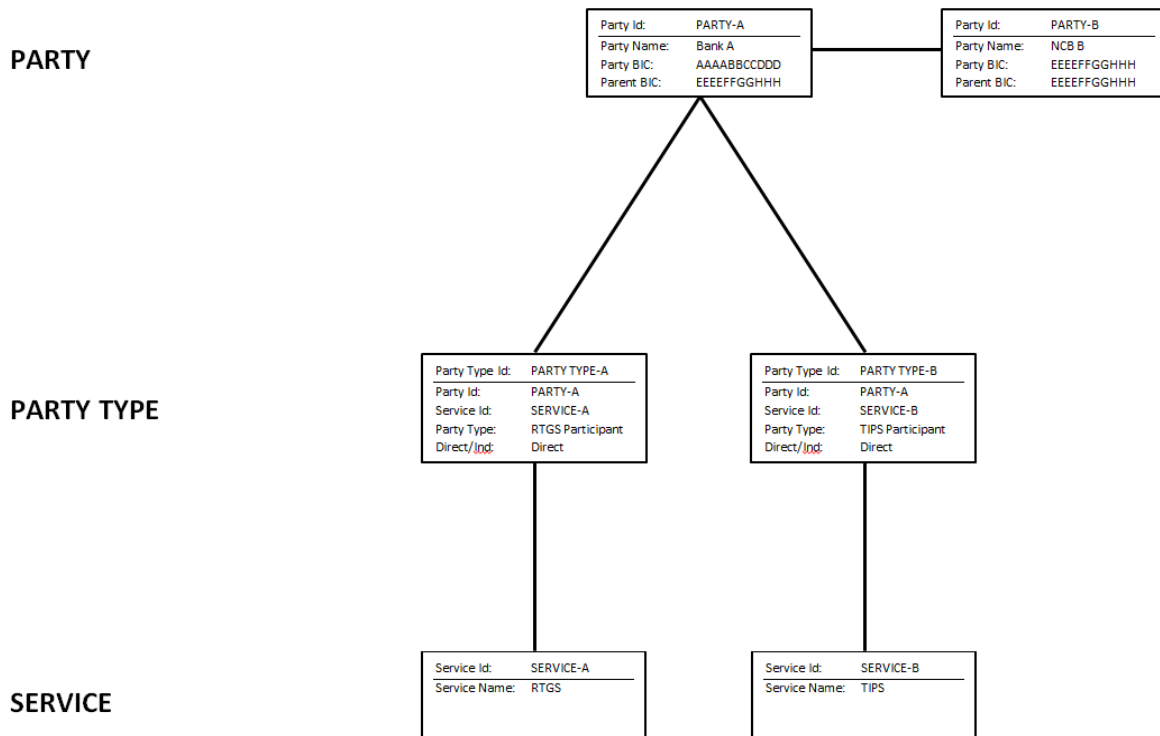 PARTY
Party Id: PARTY-A
Party Name: Bank A
Party BIC: AAAABBCCDDD
Parent BIC: EEEEFFGGHHH
Party Id: PARTY-B
Party Name: NCB B
Party BIC: EEEEFFGGHHH
Parent BIC: EEEEFFGGHHH
PARTY TYPE
Party Type Id: PARTY TYPE-A
Party Id: PARTY-A
Service Id: SERVICE-A
Party Type: RTGS Participant
Direct/Ind: Direct
Party Type Id: PARTY TYPE-B
Party Id: PARTY-A
Service Id: SERVICE-B
Party Type: TIPS Participant
Direct/Ind: Direct
SERVICE
Service Id: SERVICE-A
Service Name: RTGS
Service Id: SERVICE-B
Service Name: TIPS